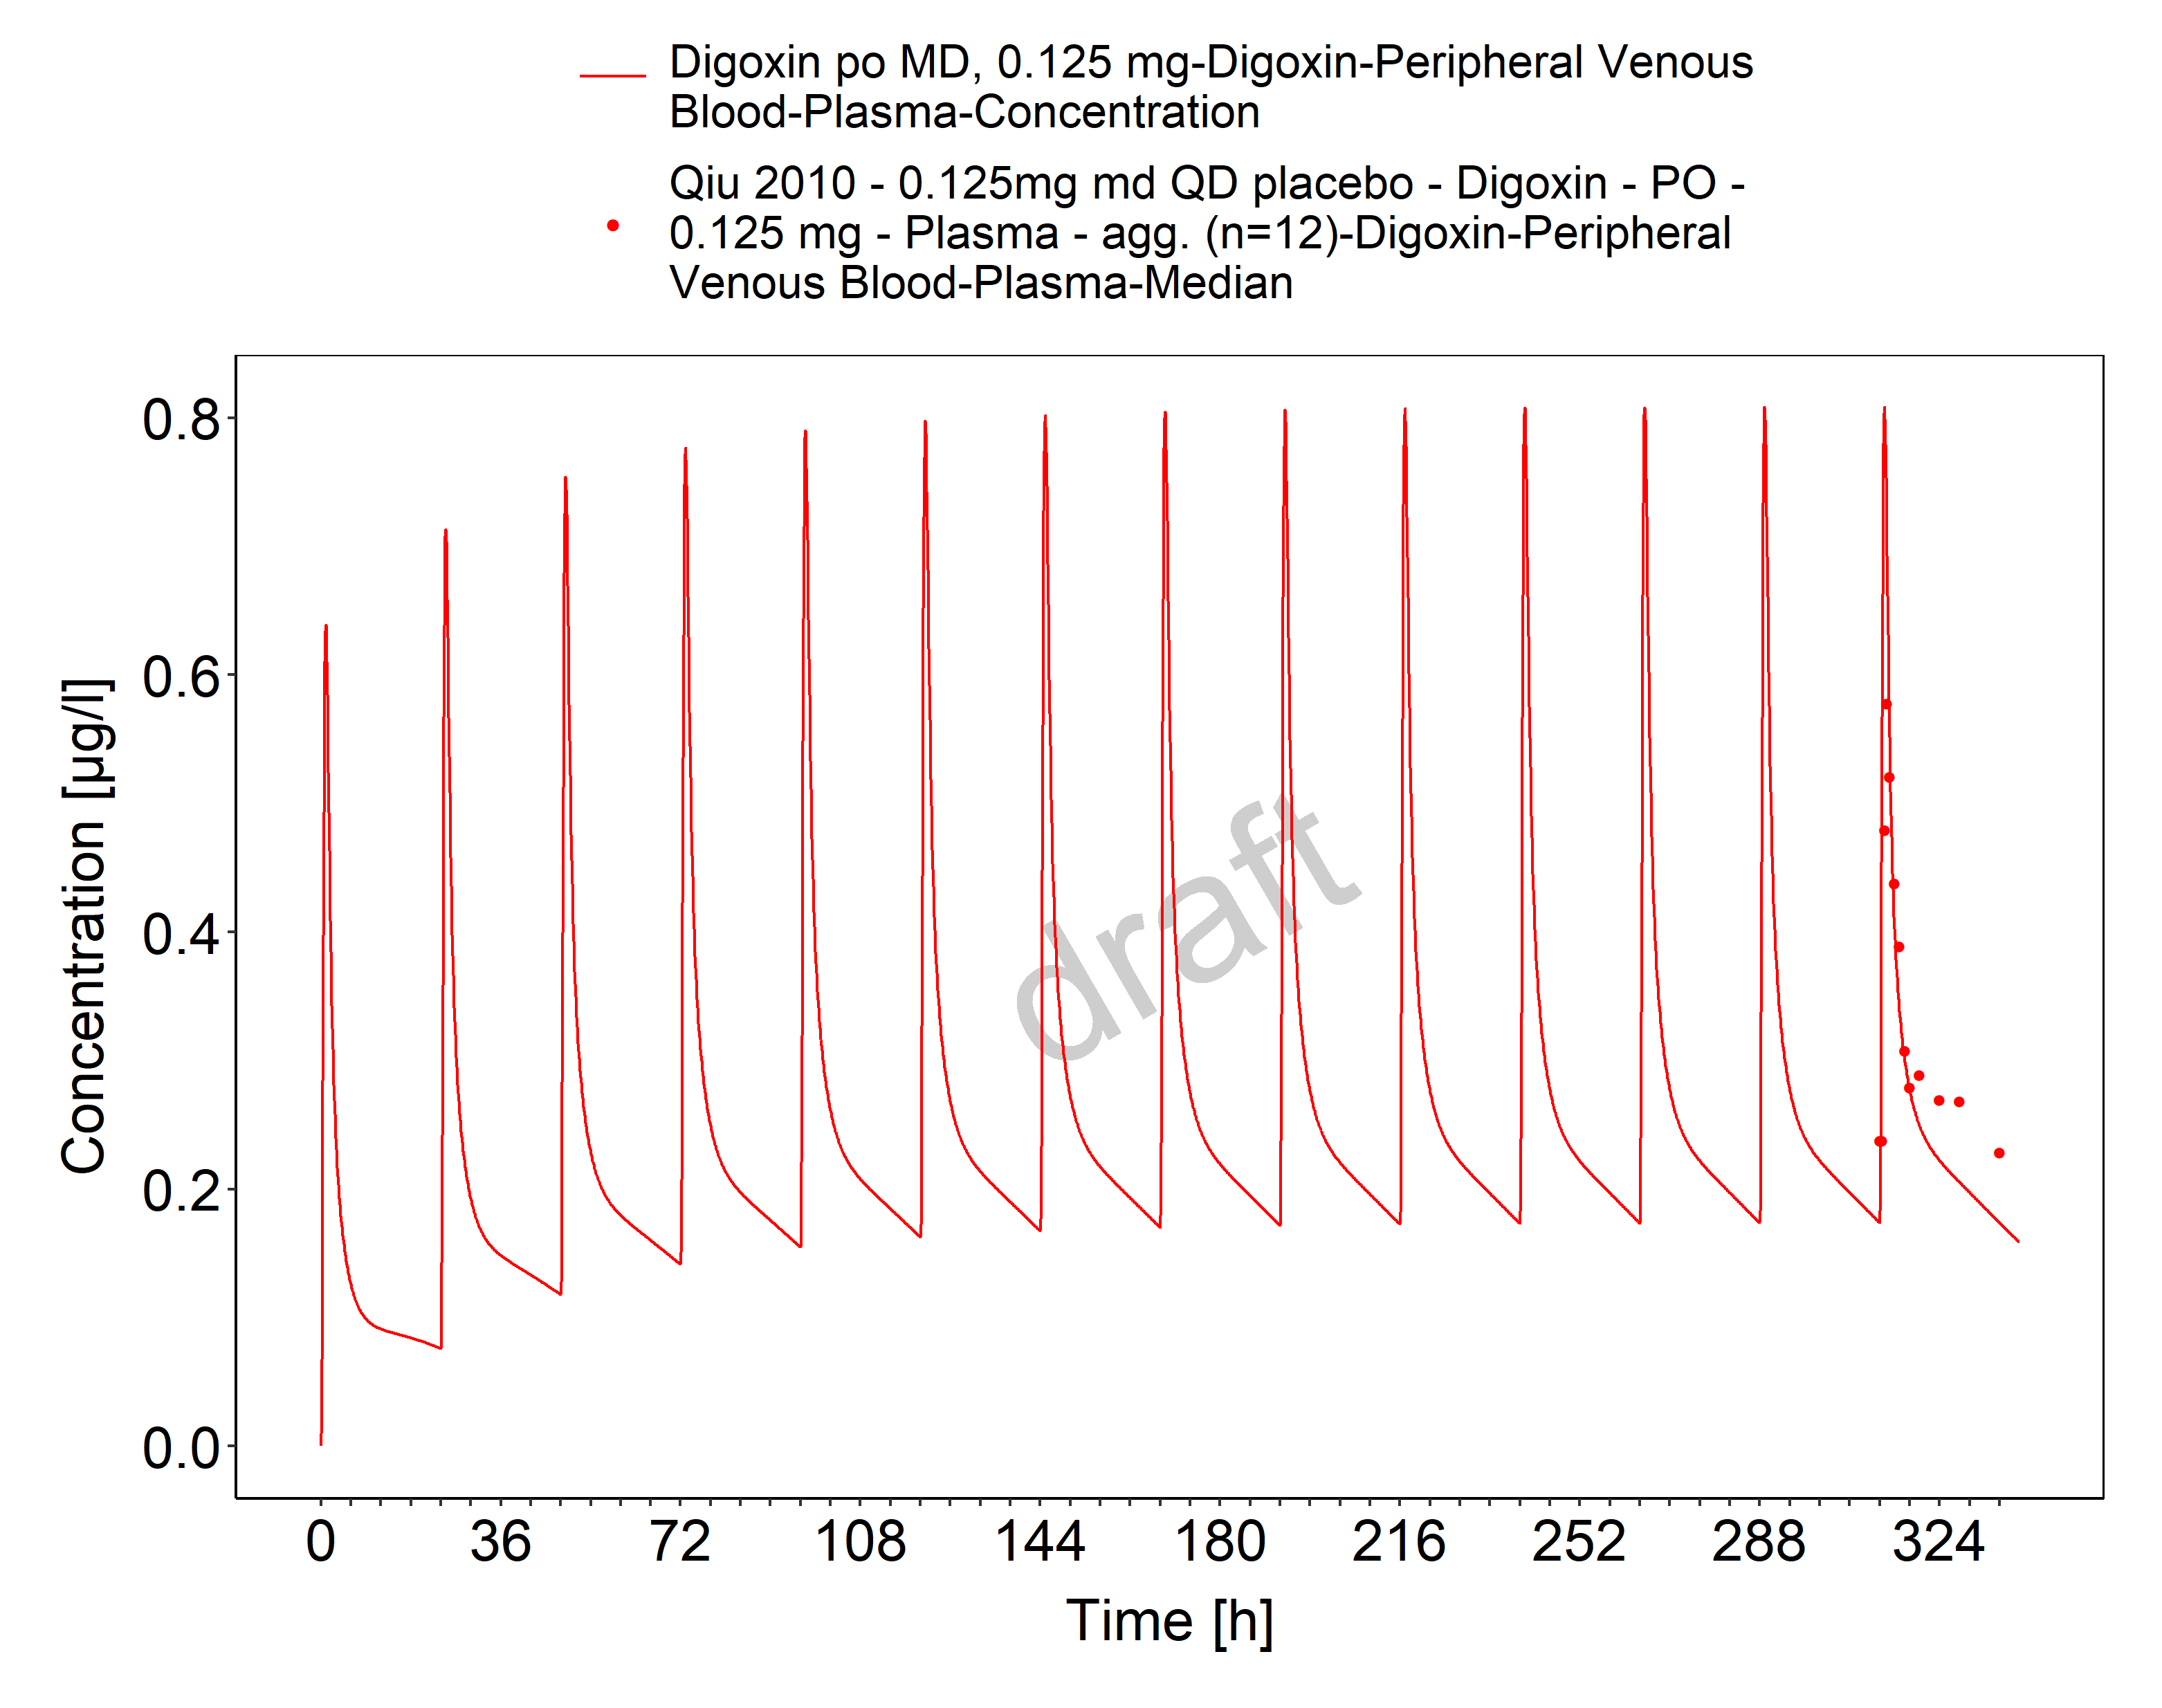 Digoxin po MD, 0.125 mg-Digoxin-Peripheral Venous
Blood-Plasma-Concentration
Qiu 2010 - 0.125mg md QD placebo - Digoxin - PO -
0.125 mg - Plasma - agg. (n=12)-Digoxin-Peripheral
Venous Blood-Plasma-Median
0.8
0.6
0.4
0.2
0.0
Concentration [µg/l]
draft
0 36 72 108 144 180 216 252 288 324
Time [h]